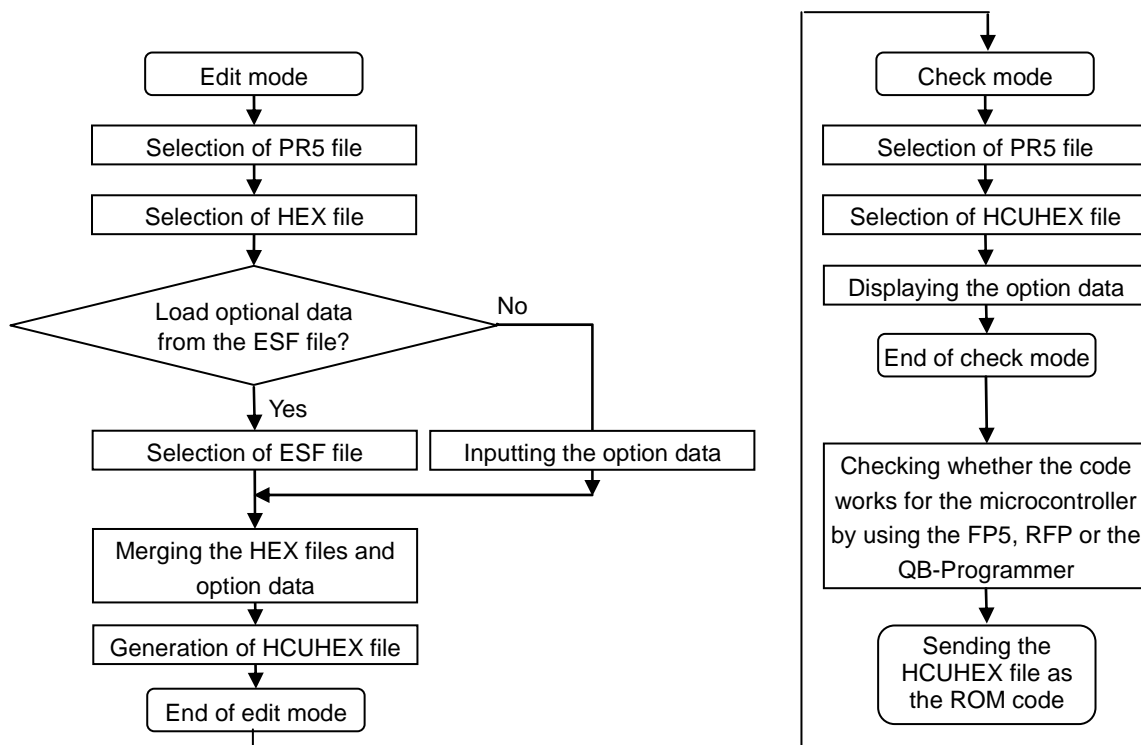 Edit mode
Selection of PR5 file
Selection of HEX file
Load optional data
from the ESF file?
No
Yes
Selection of ESF file
Inputting the option data
Merging the HEX files and
option data
Generation of HCUHEX file
End of edit mode
Check mode
Selection of PR5 file
Selection of HCUHEX file
Displaying the option data
End of check mode
Checking whether the code
works for the microcontroller
by using the FP5, RFP or the
QB-Programmer
Sending the
HCUHEX file as
the ROM code